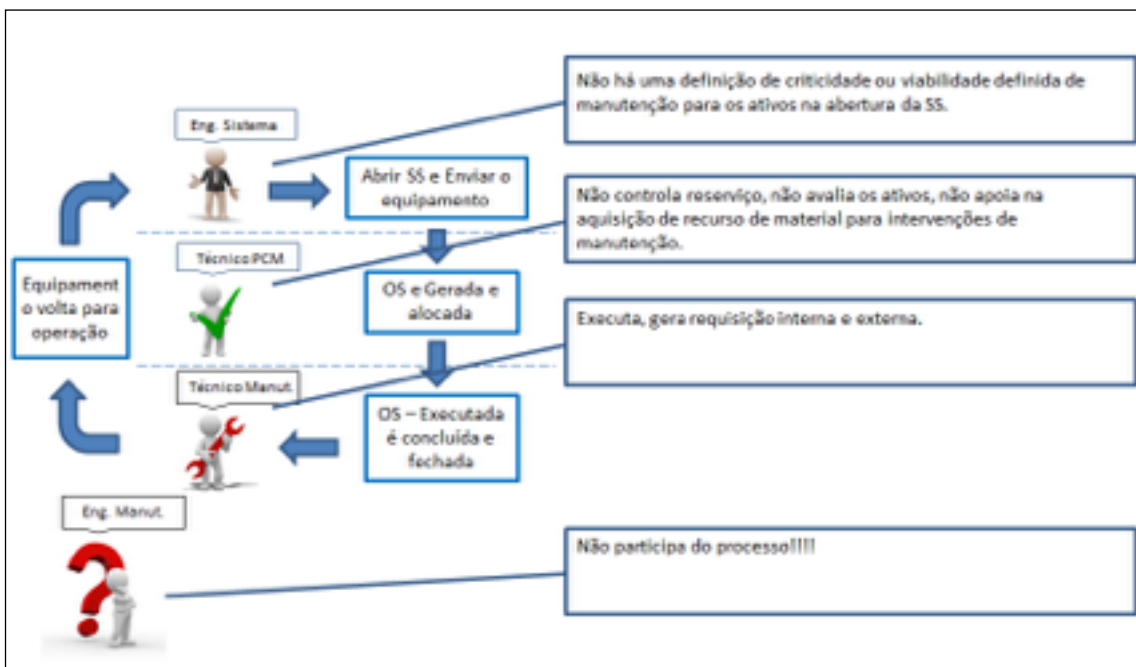 Não há uma definição de criticidade ou viabilidade definida de
manutenção para os ativos na abertura da SS.
Eng. Sistema
Abrir SS e Enviar o
equipamento
Não controla reserviço, não avalia os ativos, não apoia na
aquisição de recurso de material para intervenções de
manutenção.
Técnico PCM
Equipament
o volta para
operação
OS e Gerada e
alocada
Executa, gera requisição interna e externa.
Técnico Manut.
OS – Executada
é concluída e
fechada
Eng. Manut.
Não participa do processo!!!!